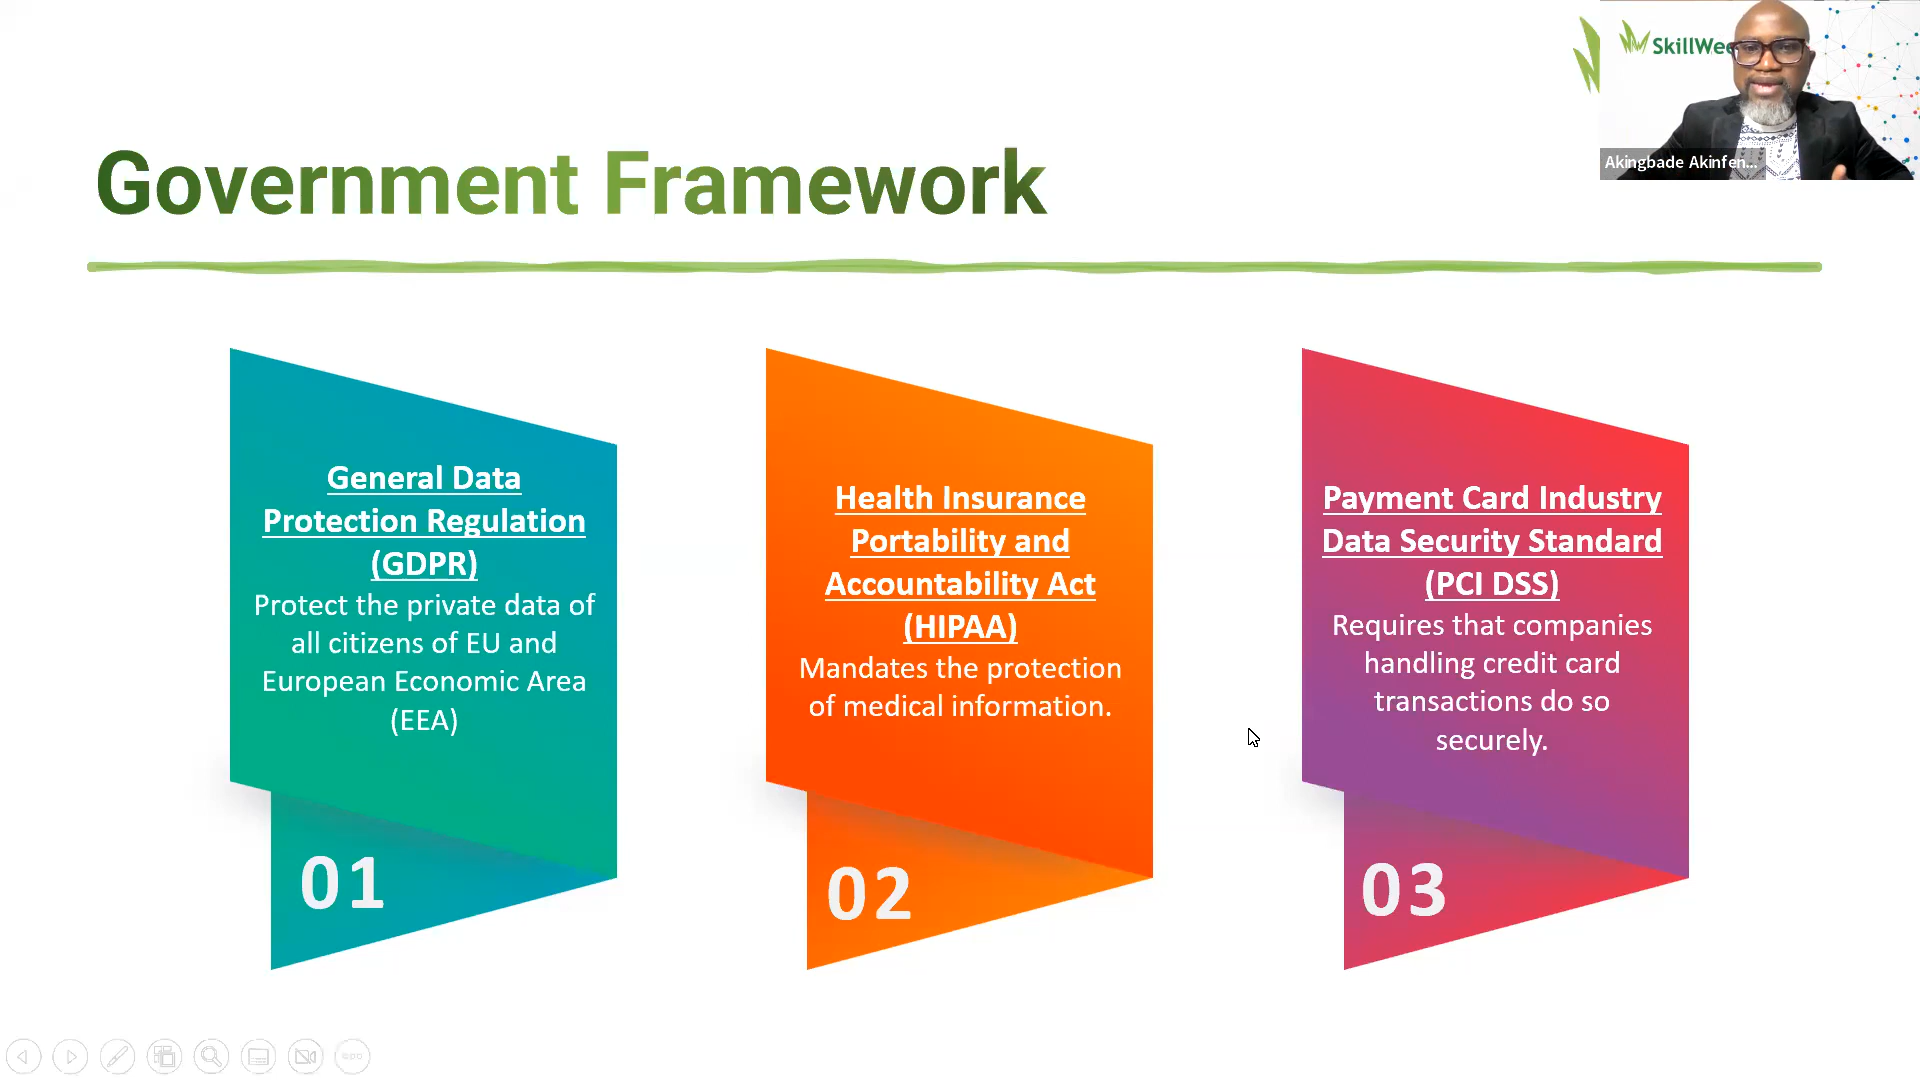 SkillWee
Akingbade Akinfen...
Government Framework
General Data
Protection Regulation
(GDPR)
Protect the private data of
all citizens of EU and
European Economic Area
(EEA)
01
Health Insurance
Portability and
Accountability Act
(HIPAA)
Mandates the protection
of medical information.
02
Payment Card Industry
Data Security Standard
(PCI DSS)
Requires that companies
handling credit card
transactions do so
securely.
03